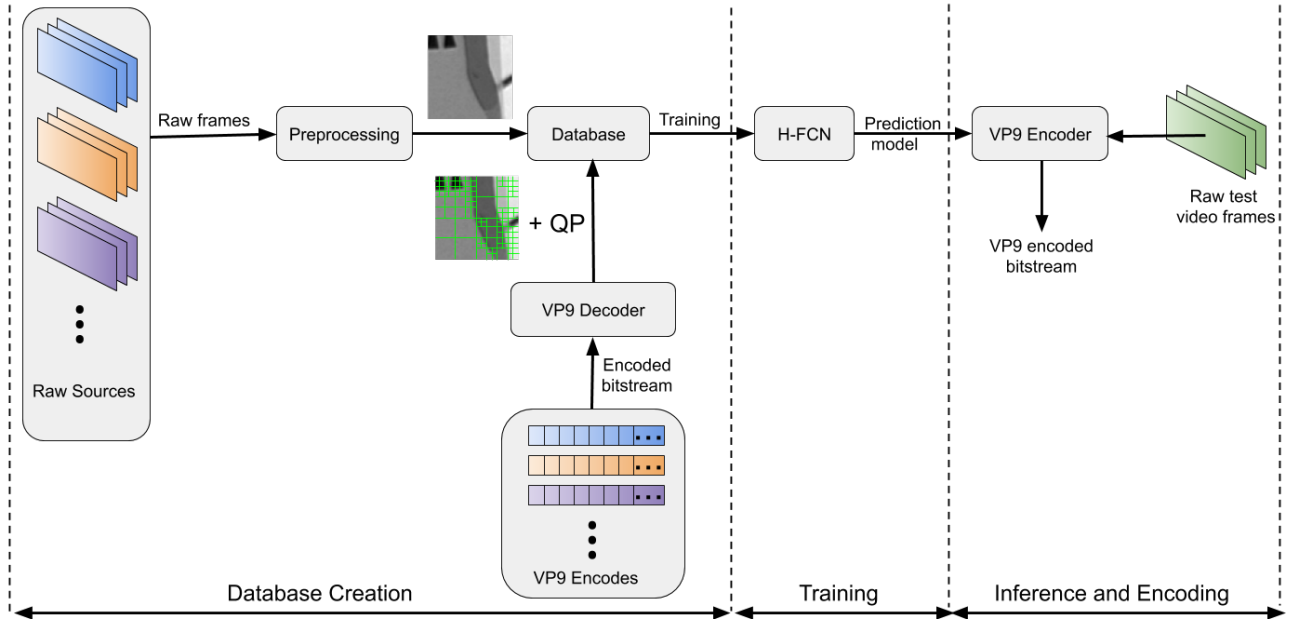 Raw Sources
Raw frames
Preprocessing
Database
Training
H-FCN
Prediction
model
VP9 Encoder
Raw test
video frames
VP9 encoded
bitstream
+ QP
VP9 Decoder
Encoded
bitstream
VP9 Encodes
Database Creation
Training
Inference and Encoding